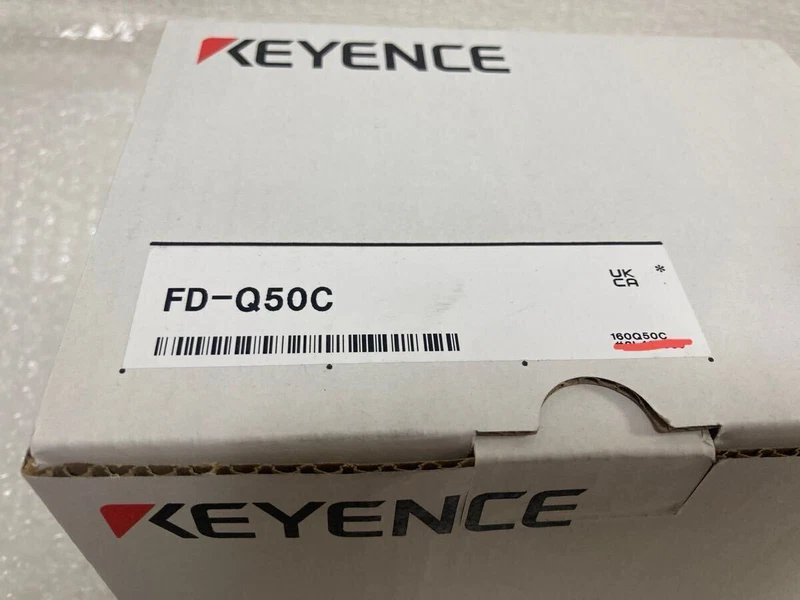 KEYENCE
UK
CA *
FD-Q50C
160Q50C
KEYENCE